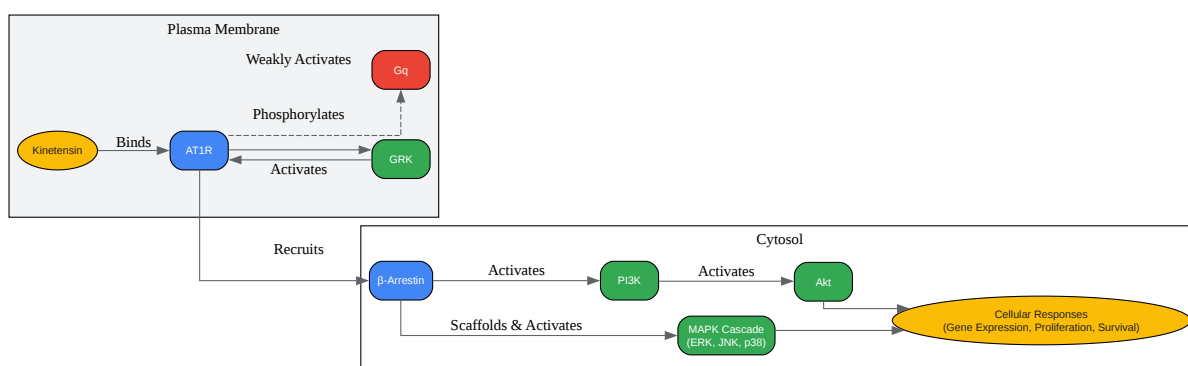 Plasma Membrane
Weakly Activates
Gq
Phosphorylates
Kinetensin
Binds
AT1R
GRK
Activates
Recruits
Cytosol
β-Arrestin
Activates
PI3K
Activates
Akt
Scaffolds & Activates
MAPK Cascade
(ERK, JNK, p38)
Cellular Responses
(Gene Expression, Proliferation, Survival)